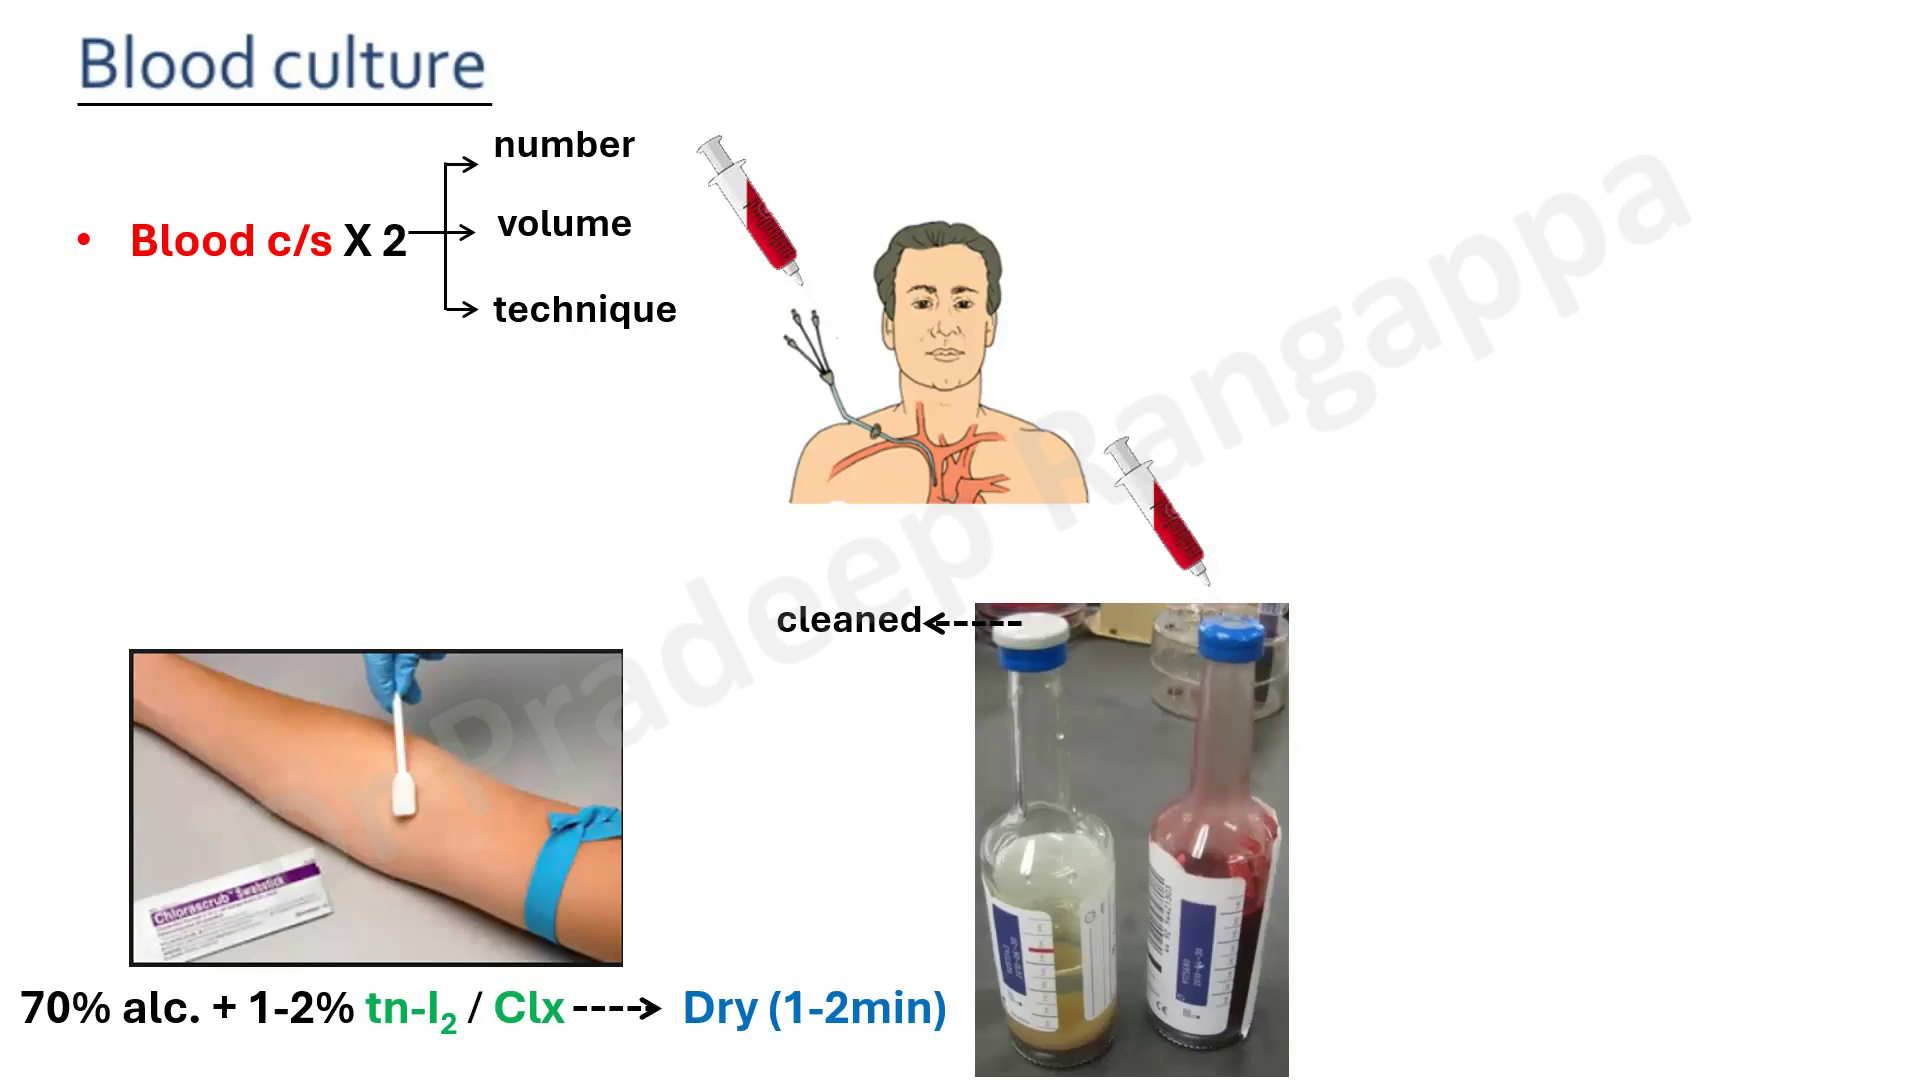 Blood culture
number
• Blood c/s X 2
volume
technique
Dr Pradeep Rangappa
cleaned
Chlorascrub™ Swabstick
70% alc. + 1-2% tn-I₂ / Clx Dry (1-2min)